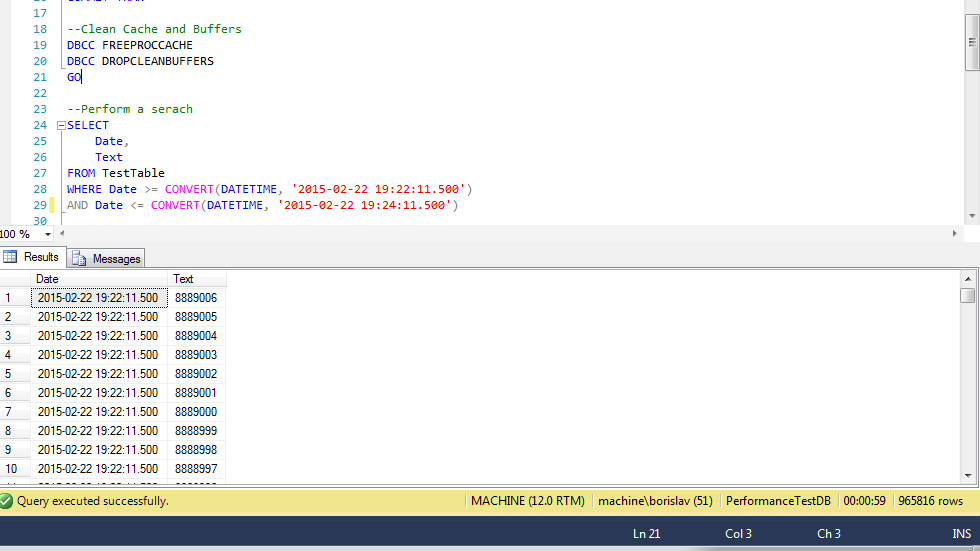 17
18 --Clean Cache and Buffers
19 DBCC FREEPROCCACHE
20 DBCC DROPCLEANBUFFERS
21 GO
22
23 --Perform a serach
24 SELECT
25 Date,
26 Text
27 FROM TestTable
28 WHERE Date >= CONVERT(DATETIME, '2015-02-22 19:22:11.500')
29 AND Date <= CONVERT(DATETIME, '2015-02-22 19:24:11.500')
30
100 %
Results Messages
Date Text
1 2015-02-22 19:22:11.500 8889006
2 2015-02-22 19:22:11.500 8889005
3 2015-02-22 19:22:11.500 8889004
4 2015-02-22 19:22:11.500 8889003
5 2015-02-22 19:22:11.500 8889002
6 2015-02-22 19:22:11.500 8889001
7 2015-02-22 19:22:11.500 8889000
8 2015-02-22 19:22:11.500 8888999
9 2015-02-22 19:22:11.500 8888998
10 2015-02-22 19:22:11.500 8888997
Query executed successfully. MACHINE (12.0 RTM) machine\borislav (51) PerformanceTestDB 00:00:59 965816 rows
Ln 21 Col 3 Ch 3 INS